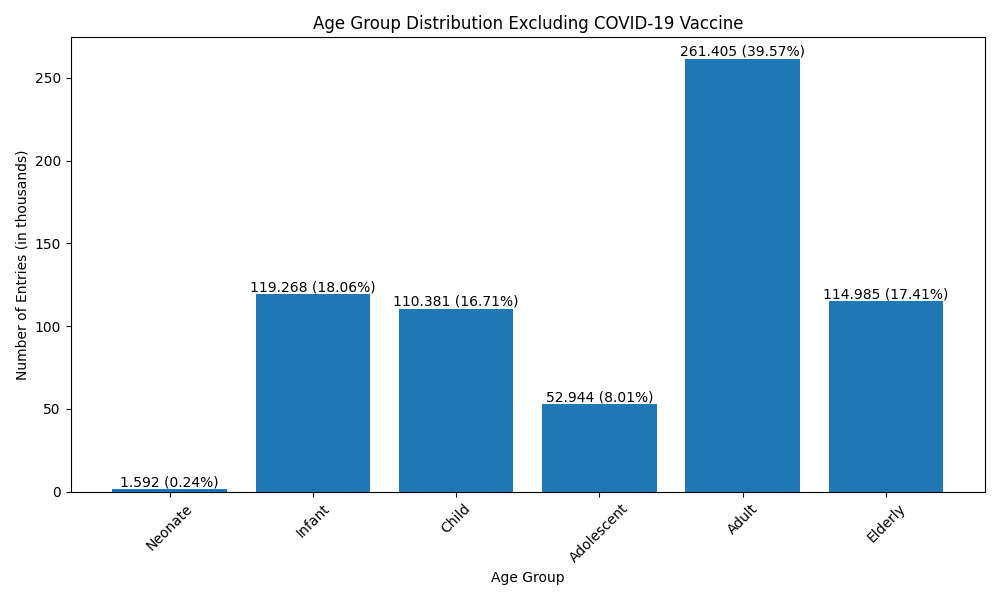 Age Group Distribution Excluding COVID-19 Vaccine
Number of Entries (in thousands)
250
200
150
100
50
0
1.592 (0.24%)
119.268 (18.06%)
110.381 (16.71%)
52.944 (8.01%)
261.405 (39.57%)
114.985 (17.41%)
Neonate
Infant
Child
Adolescent
Adult
Elderly
Age Group